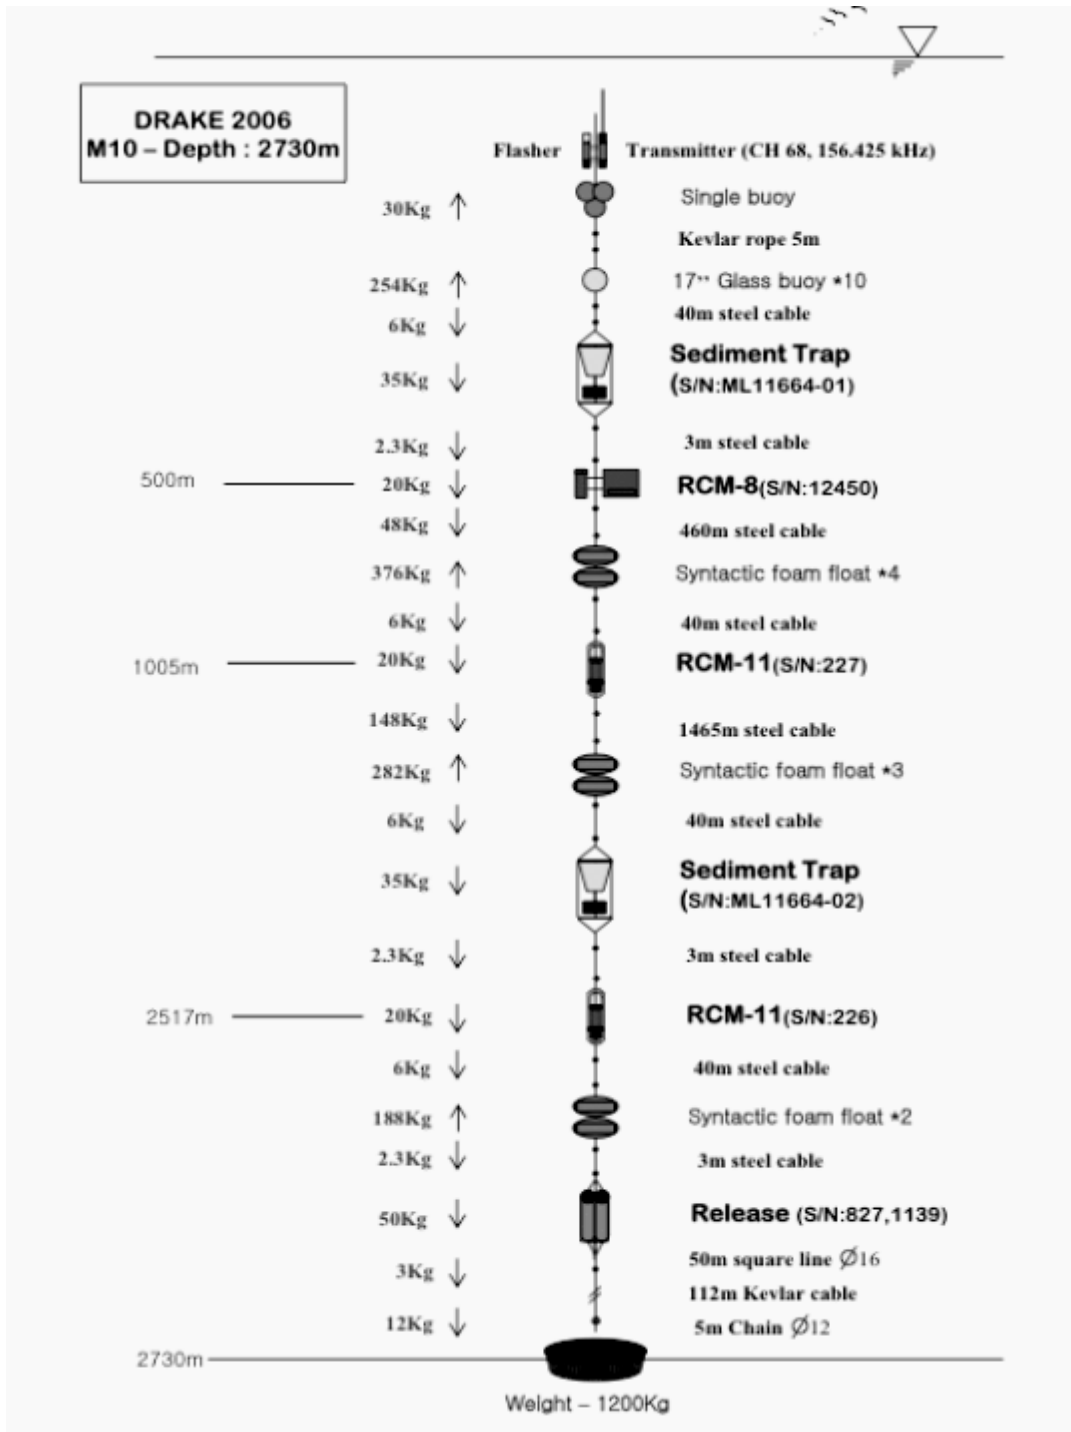 DRAKE 2006
M10 – Depth : 2730m
Flasher Transmitter (CH 68, 156.425 kHz)
30Kg Single buoy
Kevlar rope 5m
254Kg 17'' Glass buoy *10
6Kg 40m steel cable
Sediment Trap
35Kg (S/N:ML11664-01)
2.3Kg 3m steel cable
500m 20Kg RCM-8(S/N:12450)
48Kg 460m steel cable
376Kg Syntactic foam float *4
6Kg 40m steel cable
1005m 20Kg RCM-11(S/N:227)
148Kg 1465m steel cable
282Kg Syntactic foam float *3
6Kg 40m steel cable
Sediment Trap
35Kg (S/N:ML11664-02)
2.3Kg 3m steel cable
2517m 20Kg RCM-11(S/N:226)
6Kg 40m steel cable
188Kg Syntactic foam float *2
2.3Kg 3m steel cable
50Kg Release (S/N:827,1139)
50m square line Ø16
3Kg 112m Kevlar cable
12Kg 5m Chain Ø12
2730m
Weight – 1200Kg